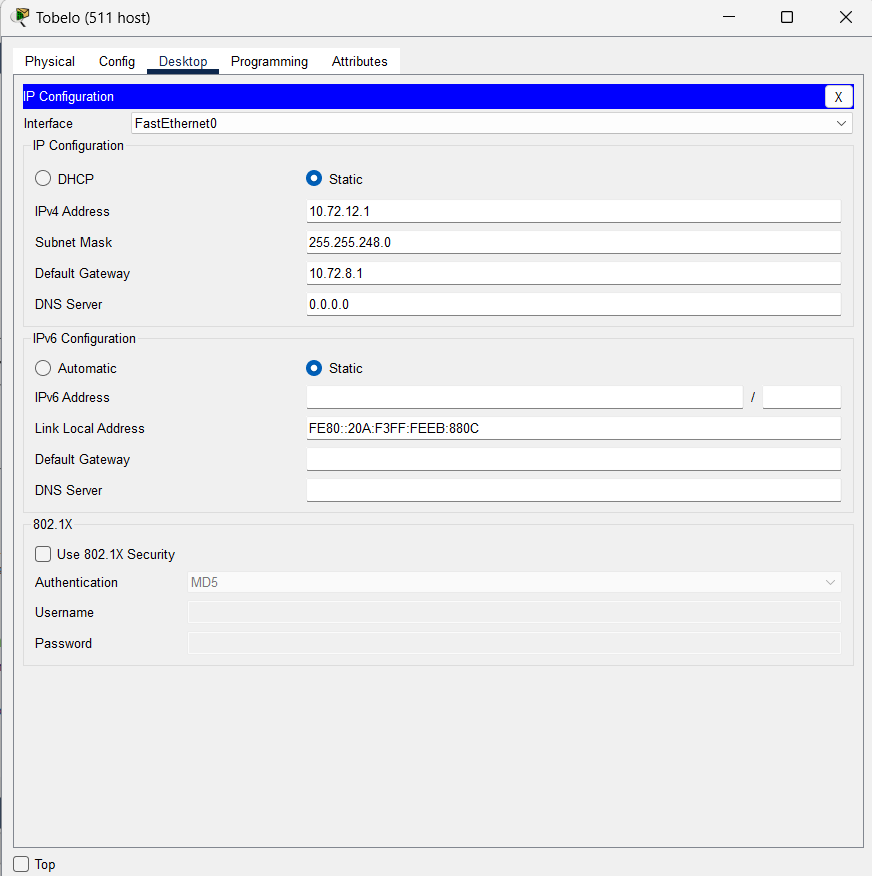 Tobelo (511 host)
Physical Config Desktop Programming Attributes
IP Configuration X
Interface FastEthernet0
IP Configuration
DHCP Static
IPv4 Address 10.72.12.1
Subnet Mask 255.255.248.0
Default Gateway 10.72.8.1
DNS Server 0.0.0.0
IPv6 Configuration
Automatic Static
IPv6 Address /
Link Local Address FE80::20A:F3FF:FEEB:880C
Default Gateway
DNS Server
802.1X
Use 802.1X Security
Authentication MD5
Username
Password
Top